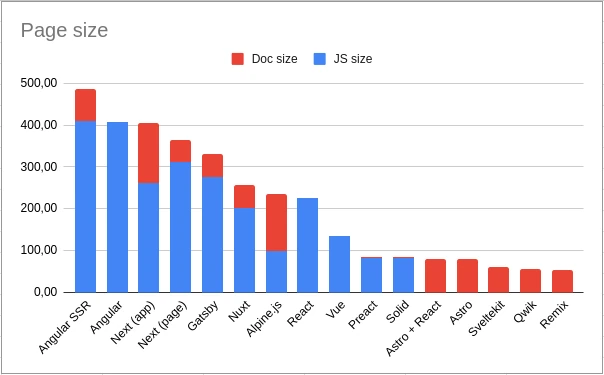 Page size
Doc size JS size
500,00
400,00
300,00
200,00
100,00
0,00
Angular SSR
Angular
Next (app)
Next (page)
Gatsby
Nuxt
Alpine.js
React
Vue
Preact
Solid
Astro + React
Astro
Sveltekit
Qwik
Remix